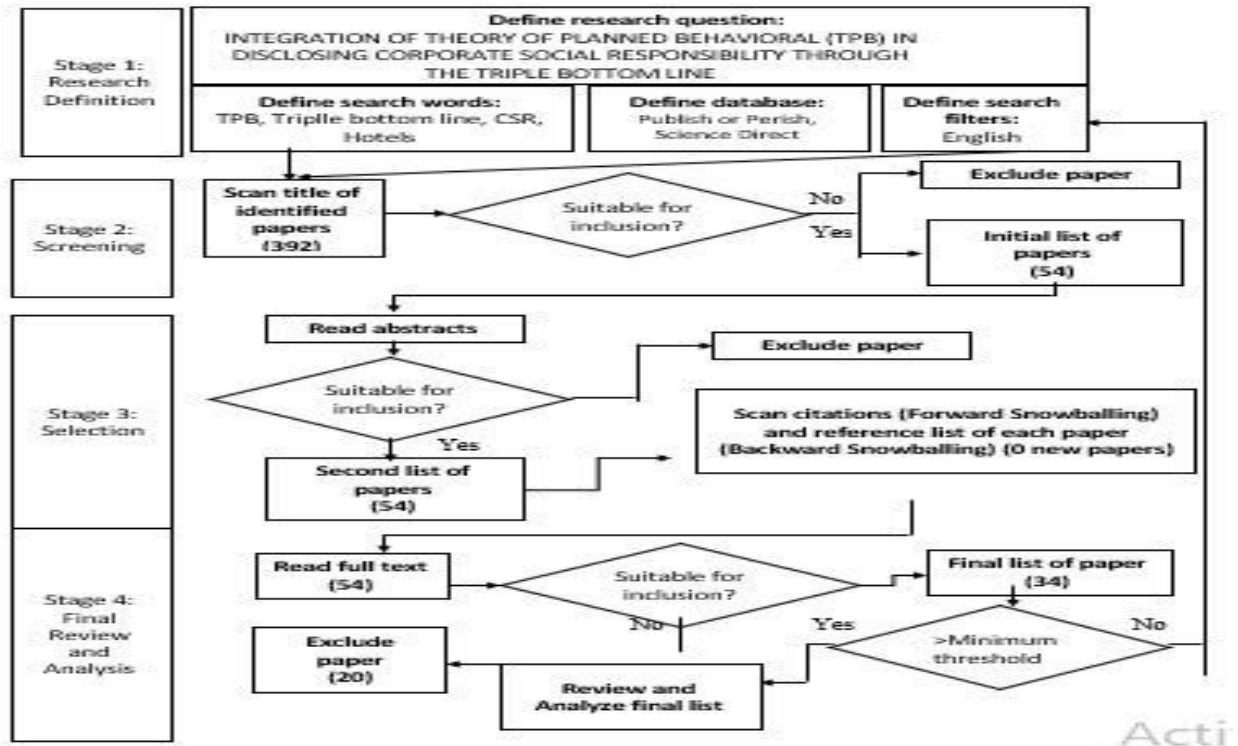 Stage 1:
Research
Definition
Define research question:
INTEGRATION OF THEORY OF PLANNED BEHAVIORAL (TPB) IN
DISCLOSING CORPORATE SOCIAL RESPONSIBILITY THROUGH
THE TRIPLE BOTTOM LINE
Define search words:
TPB, Triplle bottom line, CSR,
Hotels
Define database:
Publish or Perish,
Science Direct
Define search
filters:
English
Stage 2:
Screening
Scan title of
identified
papers
(392)
Suitable for
inclusion?
No
Yes
Exclude paper
Initial list of
papers
(54)
Stage 3:
Selection
Read abstracts
Suitable for
inclusion?
Yes
Exclude paper
Second list of
papers
(54)
Scan citations (Forward Snowballing)
and reference list of each paper
(Backward Snowballing) (0 new papers)
Stage 4:
Final
Review
and
Analysis
Read full text
(54)
Suitable for
inclusion?
No
Final list of paper
(34)
Yes
>Minimum
threshold
No
Exclude
paper
(20)
Review and
Analyze final list
Acti